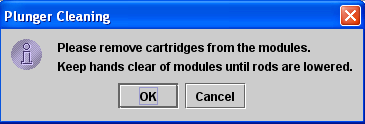 Plunger Cleaning
Please remove cartridges from the modules.
Keep hands clear of modules until rods are lowered.
OK Cancel